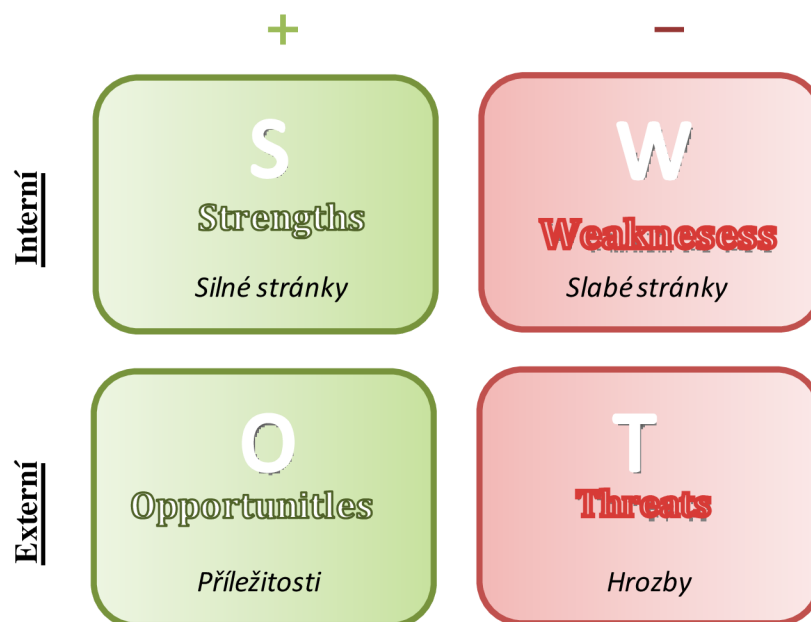 +
−
Interní
S
Strengths
Silné stránky
W
Weaknesess
Slabé stránky
Externí
O
Opportunitles
Příležitosti
T
Threats
Hrozby